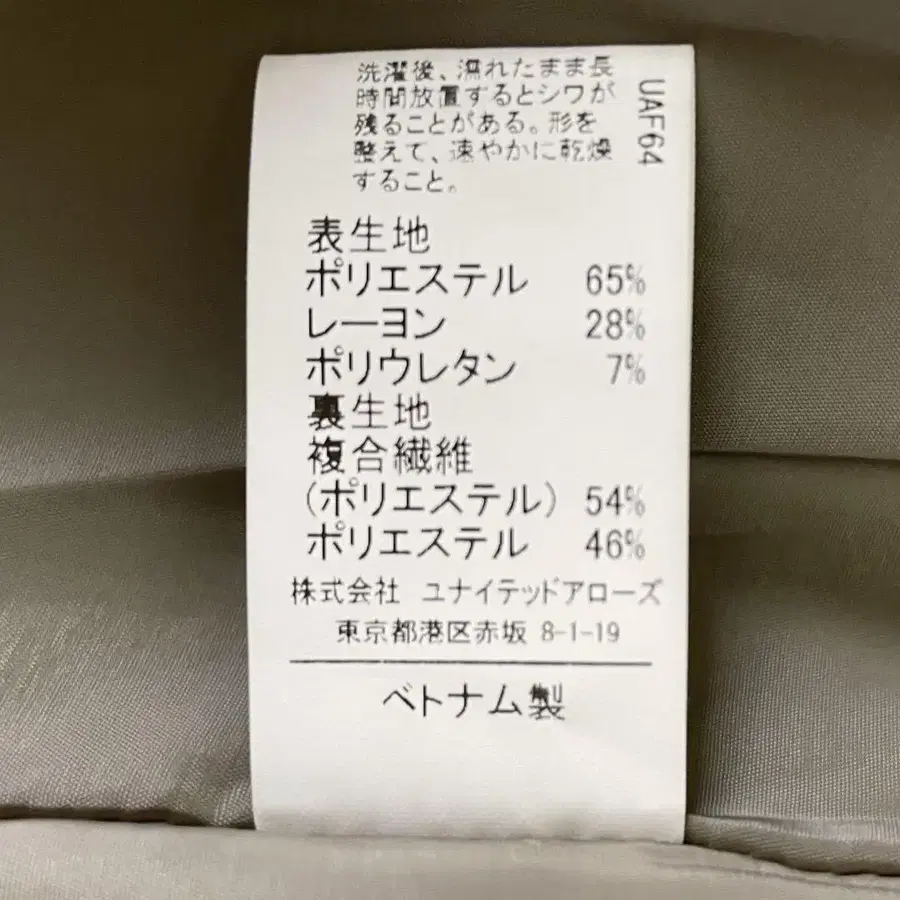 洗濯後、濡れたまま長
時間放置するとシワが
残ることがある。形を
整えて、速やかに乾燥
すること。
UAF64
表生地
ポリエステル 65%
レーヨン 28%
ポリウレタン 7%
裏生地
複合繊維
(ポリエステル) 54%
ポリエステル 46%
株式会社 ユナイテッドアローズ
東京都港区赤坂 8-1-19
ベトナム製